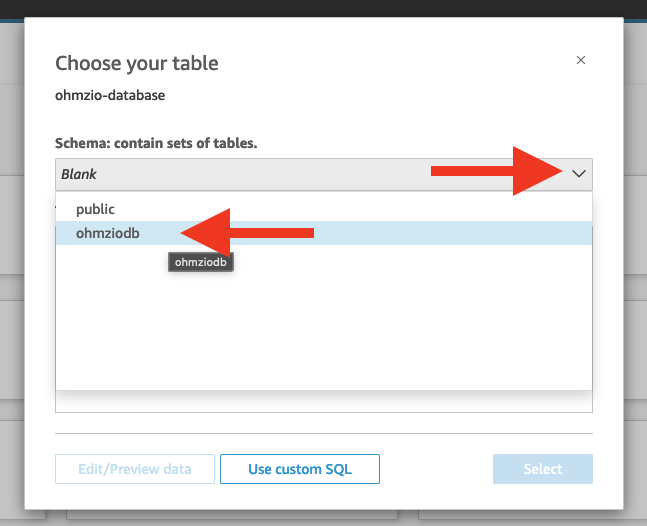 Choose your table
ohmzio-database
Schema: contain sets of tables.
Blank
public
ohmziodb
ohmziodb
Edit/Preview data
Use custom SQL
Select